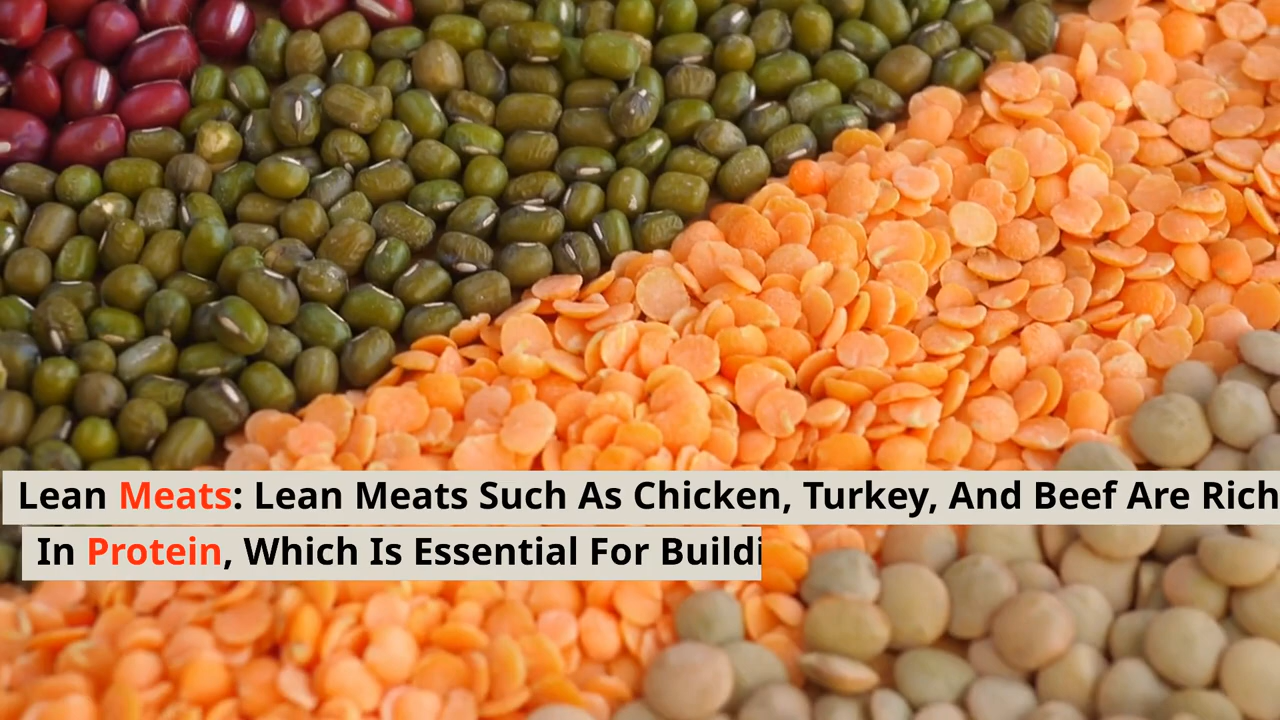 Lean Meats: Lean Meats Such As Chicken, Turkey, And Beef Are Rich
In Protein, Which Is Essential For Buildi